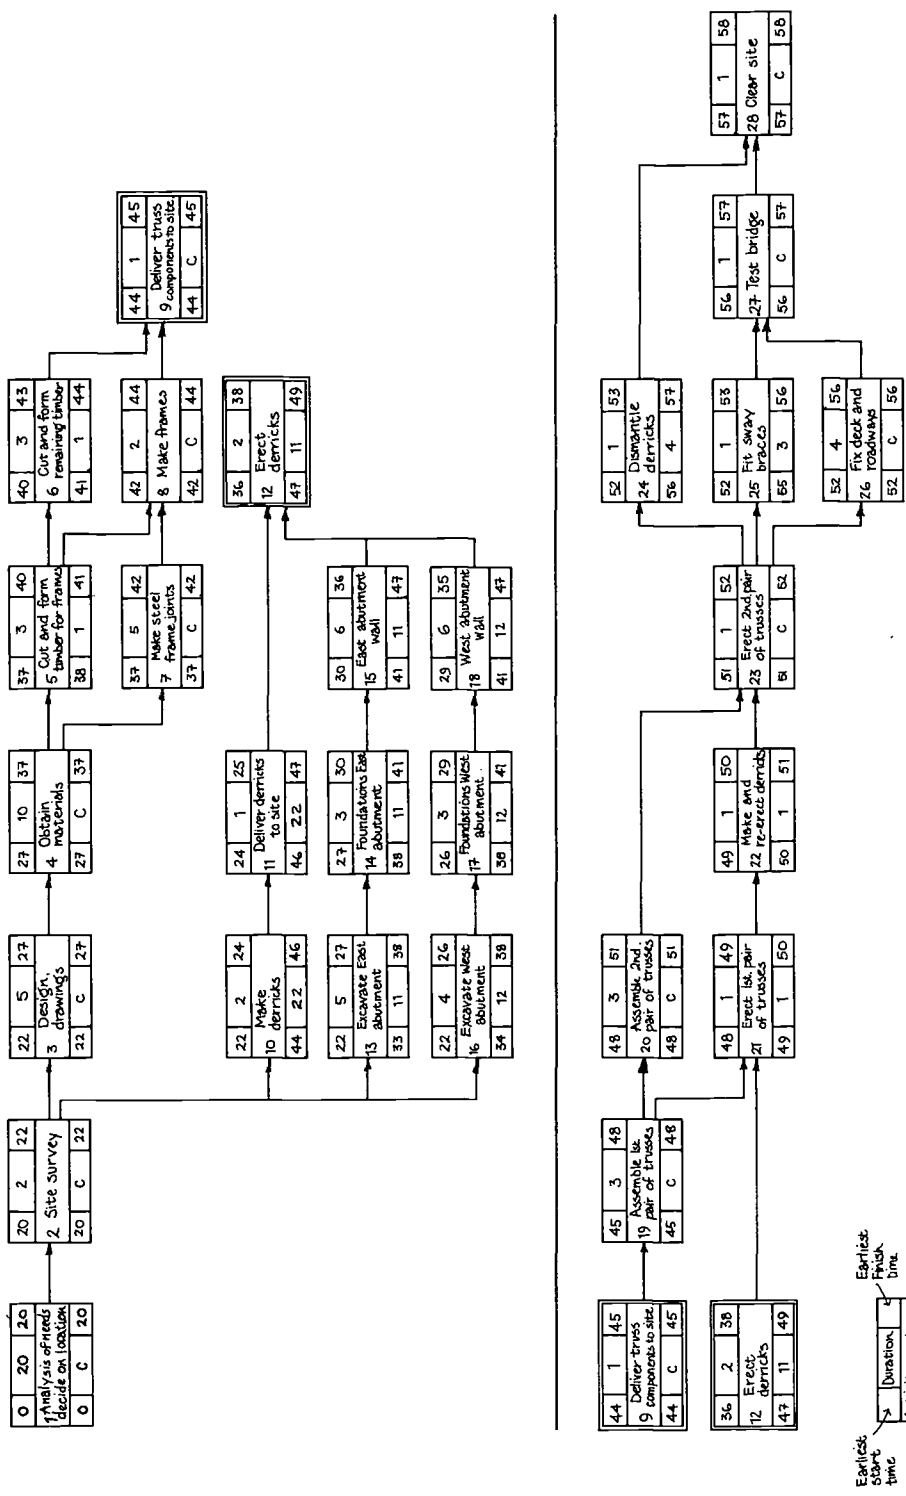 0 20 20
1 Analysis of needs
decide on location
0 C 20
20 2 22
2 Site survey
20 C 22
22 5 27
3 Design,
drawings
22 C 27
27 10 37
4 Obtain
materials
27 C 37
37 3 40
5 Cut and form
timber for frames
38 1 41
40 3 43
6 Cut and form
remaining timber
41 1 44
37 5 42
7 Make steel
frame joints
37 C 42
42 2 44
8 Make frames
42 C 44
44 1 45
9 Deliver truss
components to site
44 C 45
22 2 24
10 Make
derricks
44 22 46
24 1 25
11 Deliver derricks
to site
46 22 47
36 2 38
12 Erect
derricks
47 11 49
22 5 27
13 Excavate East
abutment
33 11 38
27 3 30
14 Foundations East
abutment
38 11 41
30 6 36
15 East abutment
wall
41 11 47
22 4 26
16 Excavate West
abutment
34 12 38
26 3 29
17 Foundations West
abutment
38 12 41
29 6 35
18 West abutment
wall
41 12 47
44 1 45
9 Deliver truss
components to site
44 C 45
36 2 38
12 Erect
derricks
47 11 49
45 3 48
19 Assemble 1st.
pair of trusses
45 C 48
48 3 51
20 Assemble 2nd.
pair of trusses
48 C 51
48 1 49
21 Erect 1st. pair
of trusses
49 1 50
49 1 50
22 Make and
re-erect derricks
50 1 51
51 1 52
23 Erect 2nd. pair
of trusses
51 C 52
52 1 53
24 Dismantle
derricks
56 4 57
52 1 53
25 Fit sway
braces
55 3 56
52 4 56
26 Fix deck and
roadways
52 C 56
56 1 57
27 Test bridge
56 C 57
57 1 58
28 Clear site
57 C 58
Earliest
start
time
Duration
Earliest
Finish
time